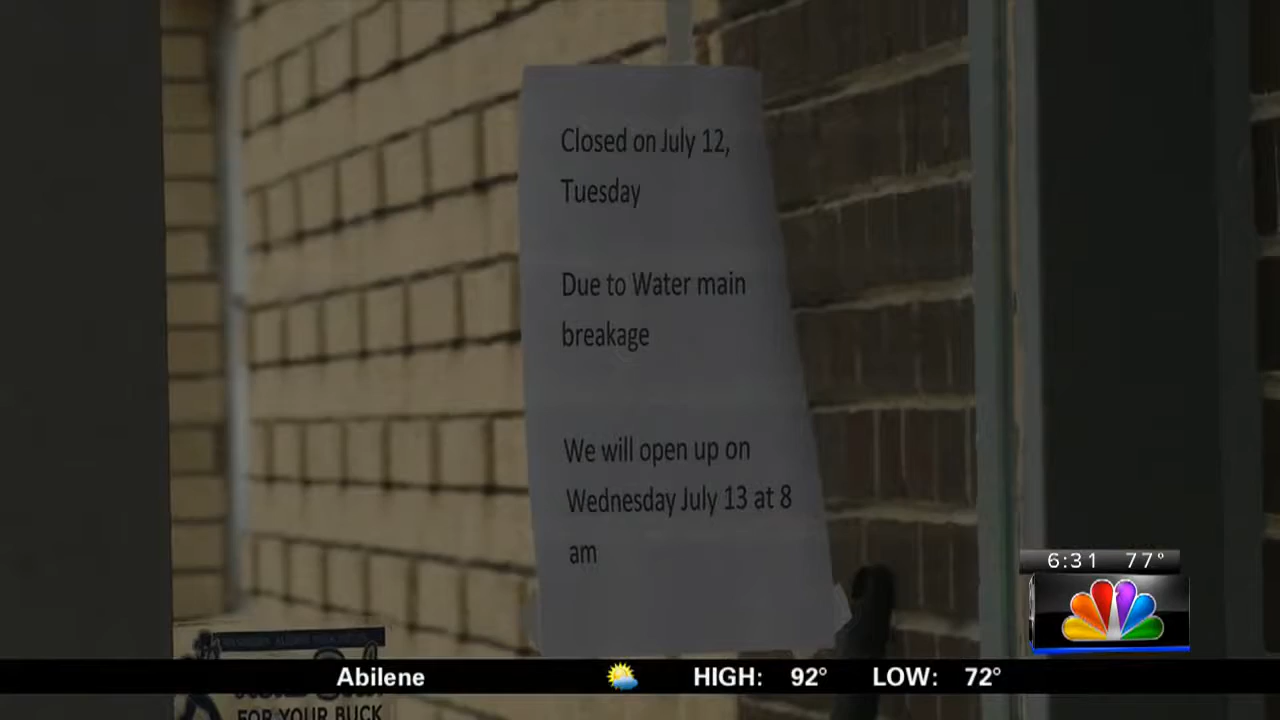 Closed on July 12,
Tuesday
Due to Water main
breakage
We will open up on
Wednesday July 13 at 8
am
6:31 77°
Abilene HIGH: 92° LOW: 72°
FOR YOUR BUCK